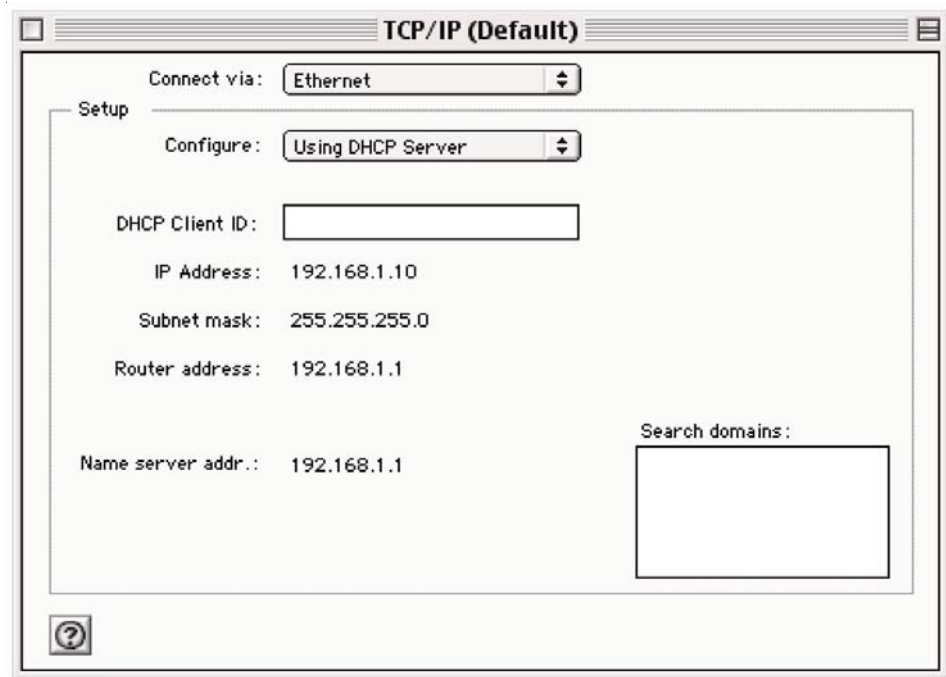 TCP/IP (Default)
Connect via: Ethernet
Setup
Configure: Using DHCP Server
DHCP Client ID:
IP Address: 192.168.1.10
Subnet mask: 255.255.255.0
Router address: 192.168.1.1
Search domains:
Name server addr.: 192.168.1.1
?